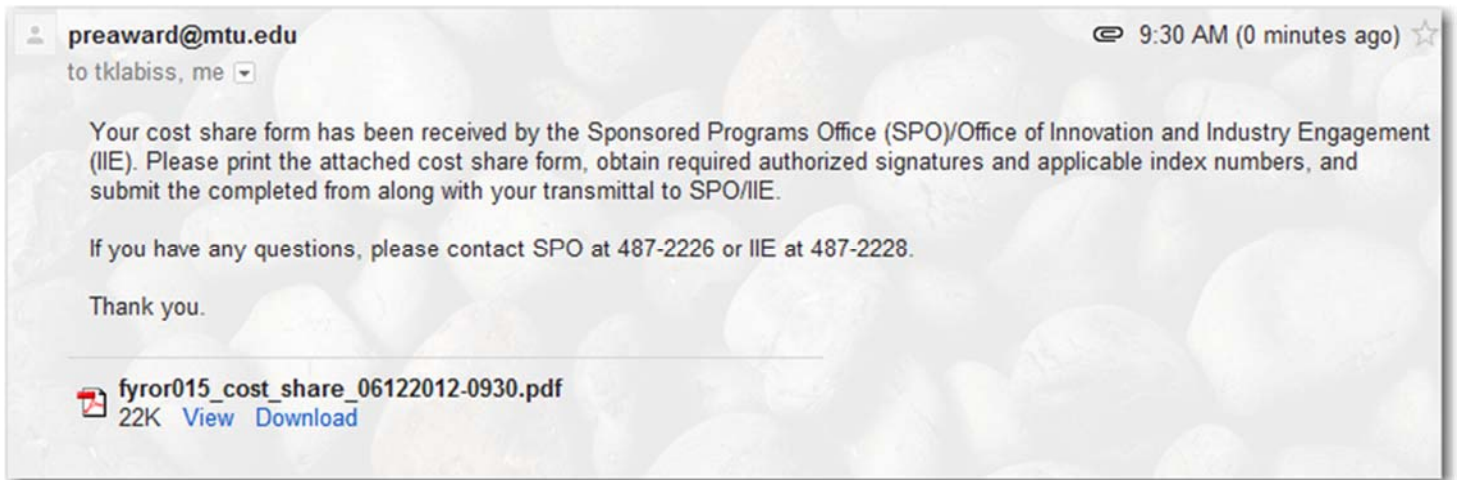 preaward@mtu.edu 9:30 AM (0 minutes ago)
to tklabiss, me
Your cost share form has been received by the Sponsored Programs Office (SPO)/Office of Innovation and Industry Engagement
(IIE). Please print the attached cost share form, obtain required authorized signatures and applicable index numbers, and
submit the completed from along with your transmittal to SPO/IIE.
If you have any questions, please contact SPO at 487-2226 or IIE at 487-2228.
Thank you.
fyror015_cost_share_06122012-0930.pdf
22K View Download